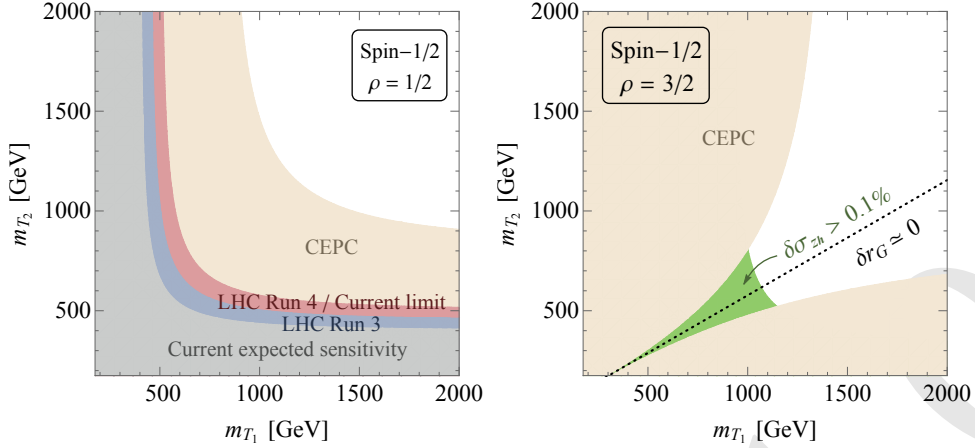 2000
1500
1000
500
m_{T_2} [GeV]
Spin−1/2
ρ = 1/2
CEPC
LHC Run 4 / Current limit
LHC Run 3
Current expected sensitivity
500 1000 1500 2000
m_{T_1} [GeV]
2000
1500
1000
500
m_{T_2} [GeV]
Spin−1/2
ρ = 3/2
CEPC
δσ_{zh} > 0.1%
δr_G ≃ 0
500 1000 1500 2000
m_{T_1} [GeV]